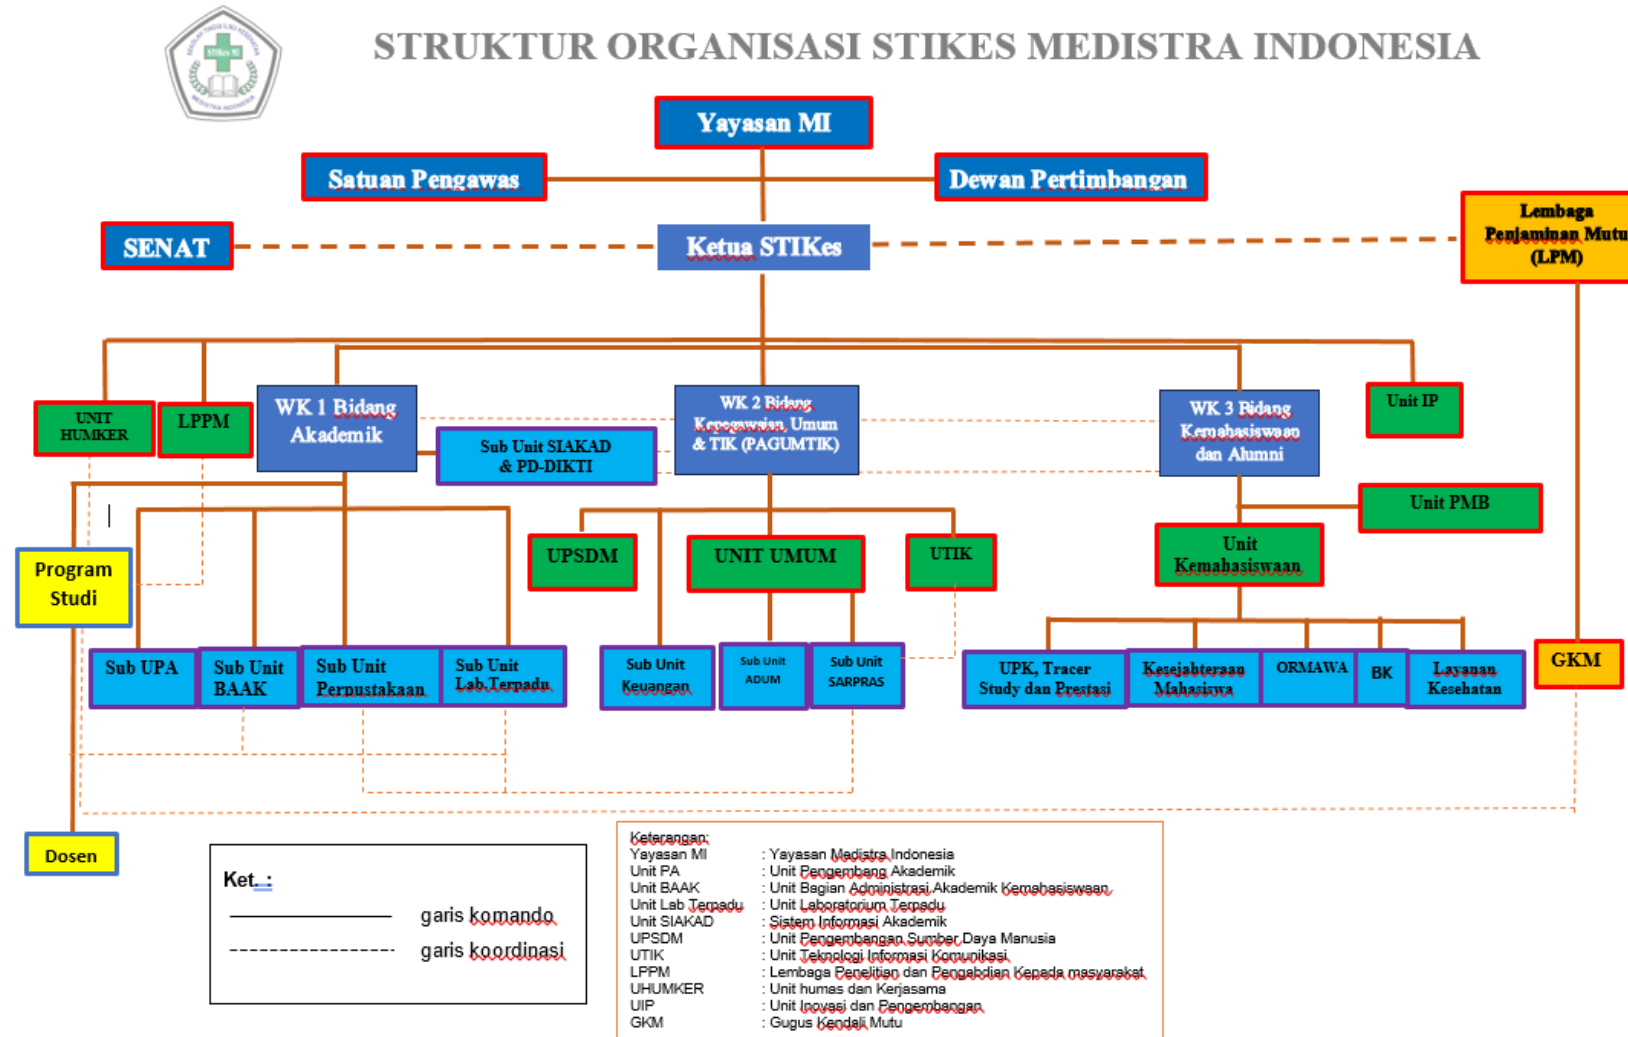 STRUKTUR ORGANISASI STIKES MEDISTRA INDONESIA
SEKOLAH TINGGI ILMU KESEHATAN
STIKes MI
MEDISTRA INDONESIA
Yayasan MI
Satuan Pengawas
Dewan Pertimbangan
SENAT
Ketua STIKes
Lembaga
Penjaminan Mutu
(LPM)
UNIT
HUMKER
LPPM
WK 1 Bidang
Akademik
Sub Unit SIAKAD
& PD-DIKTI
WK 2 Bidang
Kepegawaian, Umum
& TIK (PAGUMTIK)
WK 3 Bidang
Kemahasiswaan
dan Alumni
Unit IP
Unit PMB
Program
Studi
UPSDM
UNIT UMUM
UTIK
Unit
Kemahasiswaan
Sub UPA
Sub Unit
BAAK
Sub Unit
Perpustakaan
Sub Unit
Lab.Terpadu
Sub Unit
Keuangan
Sub Unit
ADUM
Sub Unit
SARPRAS
UPK, Tracer
Study dan Prestasi
Kesejahteraan
Mahasiswa
ORMAWA
BK
Layanan
Kesehatan
GKM
Dosen
Ket. :
garis komando
garis koordinasi
Keterangan:
Yayasan MI : Yayasan Medistra Indonesia
Unit PA : Unit Pengembang Akademik
Unit BAAK : Unit Bagian Administrasi Akademik Kemahasiswaan
Unit Lab Terpadu : Unit Laboratorium Terpadu
Unit SIAKAD : Sistem Informasi Akademik
UPSDM : Unit Pengembangan Sumber Daya Manusia
UTIK : Unit Teknologi Informasi Komunikasi
LPPM : Lembaga Penelitian dan Pengabdian Kepada masyarakat
UHUMKER : Unit humas dan Kerjasama
UIP : Unit Inovasi dan Pengembangan
GKM : Gugus Kendali Mutu